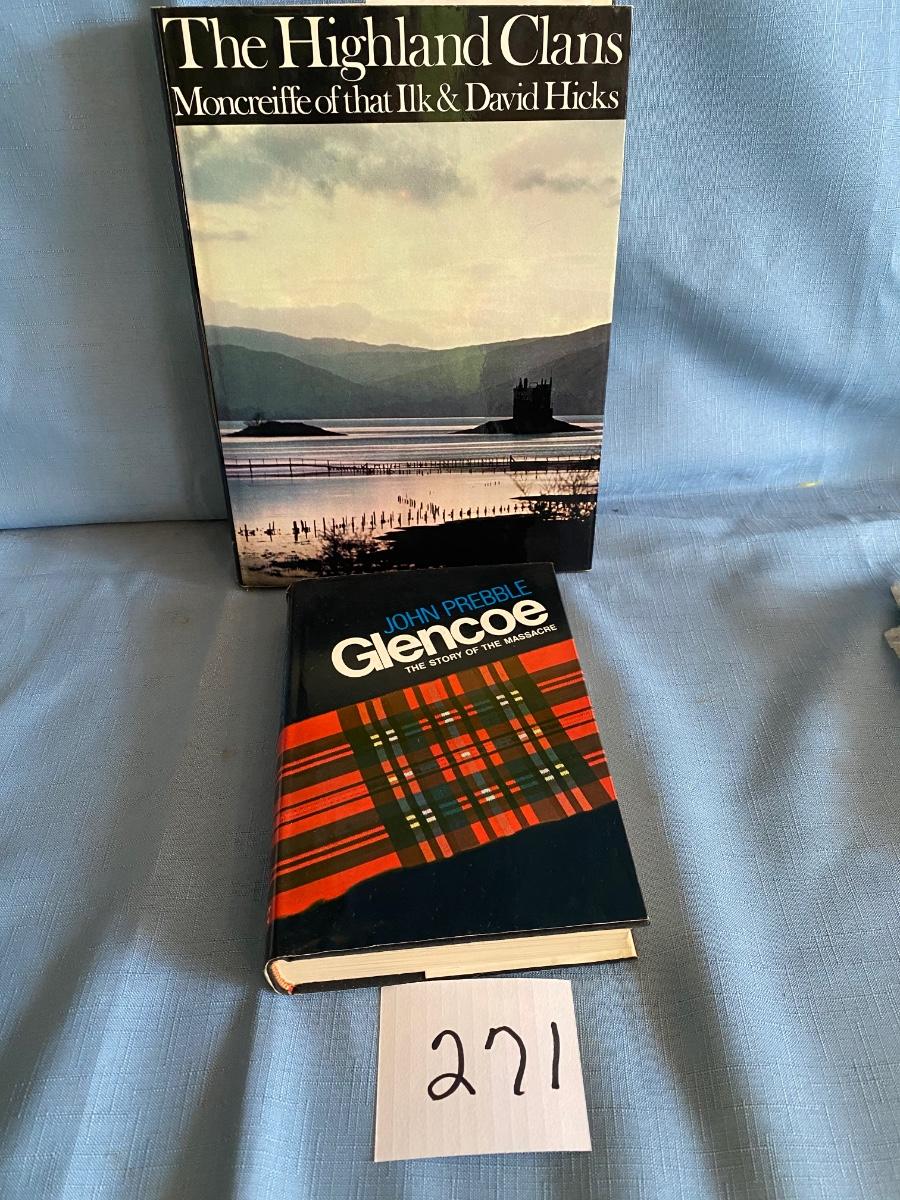 The Highland Clans
Moncreiffe of that Ilk & David Hicks
JOHN PREBBLE
Glencoe
THE STORY OF THE MASSACRE
271